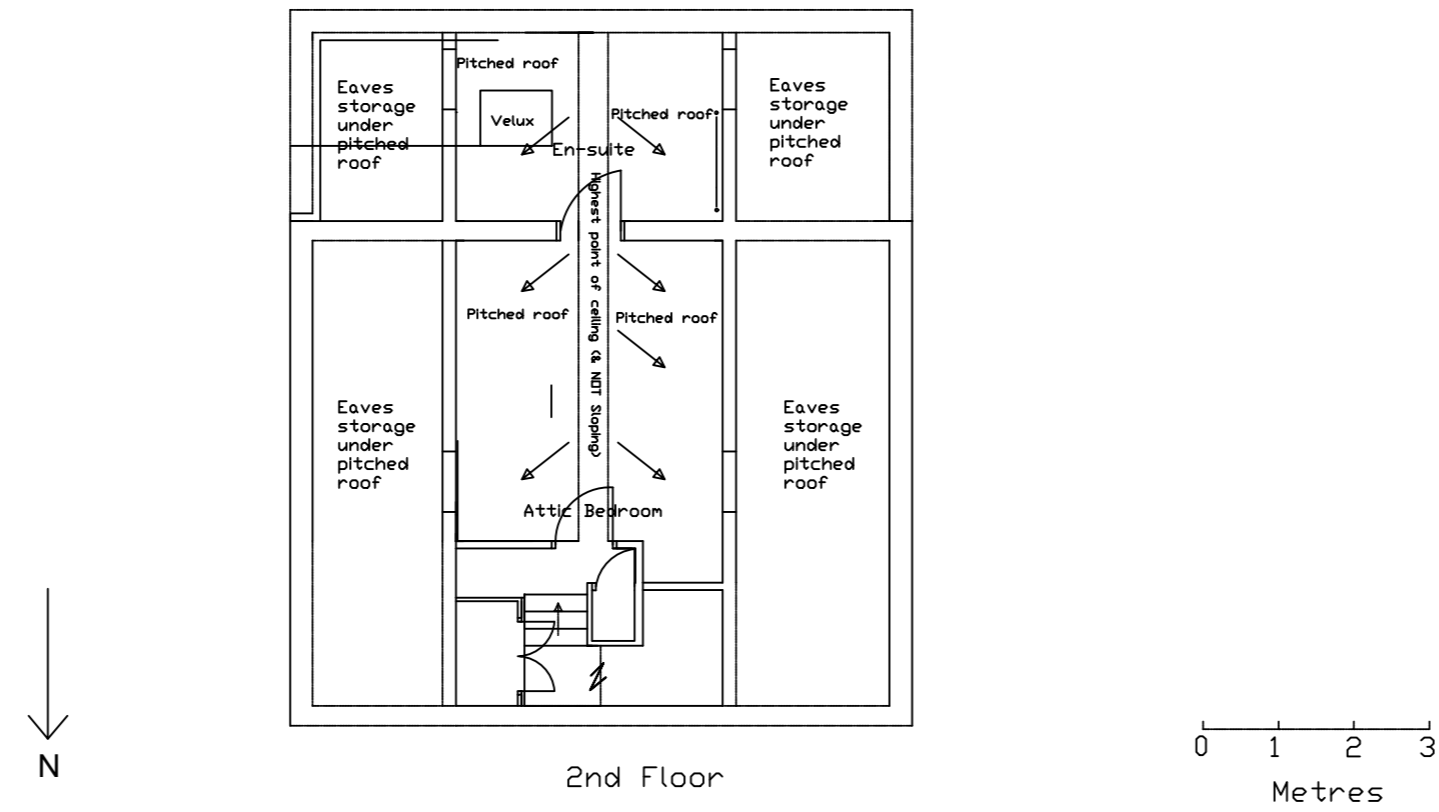 Pitched roof
Eaves
storage
under
pitched
roof
Velux
Pitched roof
Eaves
storage
under
pitched
roof
En-suite
Highest point of ceiling (& NOT Sloping)
Pitched roof
Pitched roof
Eaves
storage
under
pitched
roof
Eaves
storage
under
pitched
roof
Attic Bedroom
N
2nd Floor
0 1 2 3
Metres